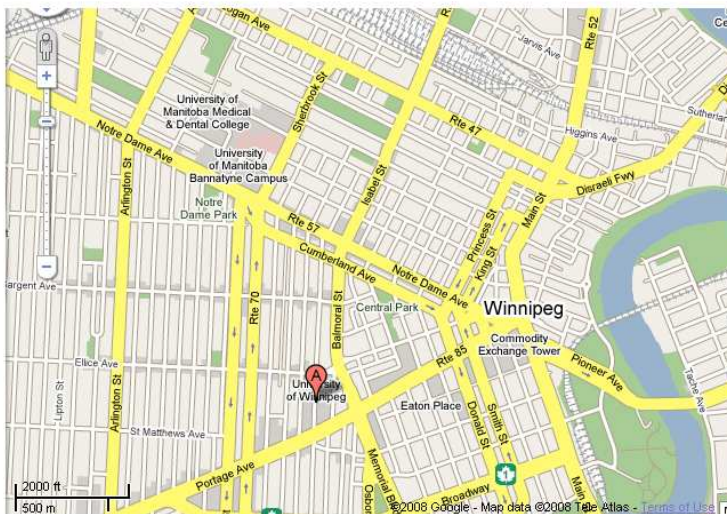 Logan Ave
Rte 52
Jarvis Ave
University of
Manitoba Medical
& Dental College
Sherbrook St
Sutherland
Higgins Ave
Rte 47
Notre Dame Ave
University
of Manitoba
Bannatyne Campus
Isabel St
Disraeli Fwy
Arlington St
Notre
Dame Park
Main St
Princess St
King St
Rte 57
Cumberland Ave
Notre Dame Ave
Sargent Ave
Rte 70
Balmoral St
Central Park
Winnipeg
Commodity
Exchange Tower
Rte 85
Ellice Ave
Pioneer Ave
A
University
of Winnipeg
Tache Ave
Lipton St
Arlington St
Eaton Place
St Matthews Ave
Donald St
Smith St
Portage Ave
Memorial
1
Broadway
Main
2000 ft
500 m
©2008 Google - Map data ©2008 Tele Atlas - Terms of Use